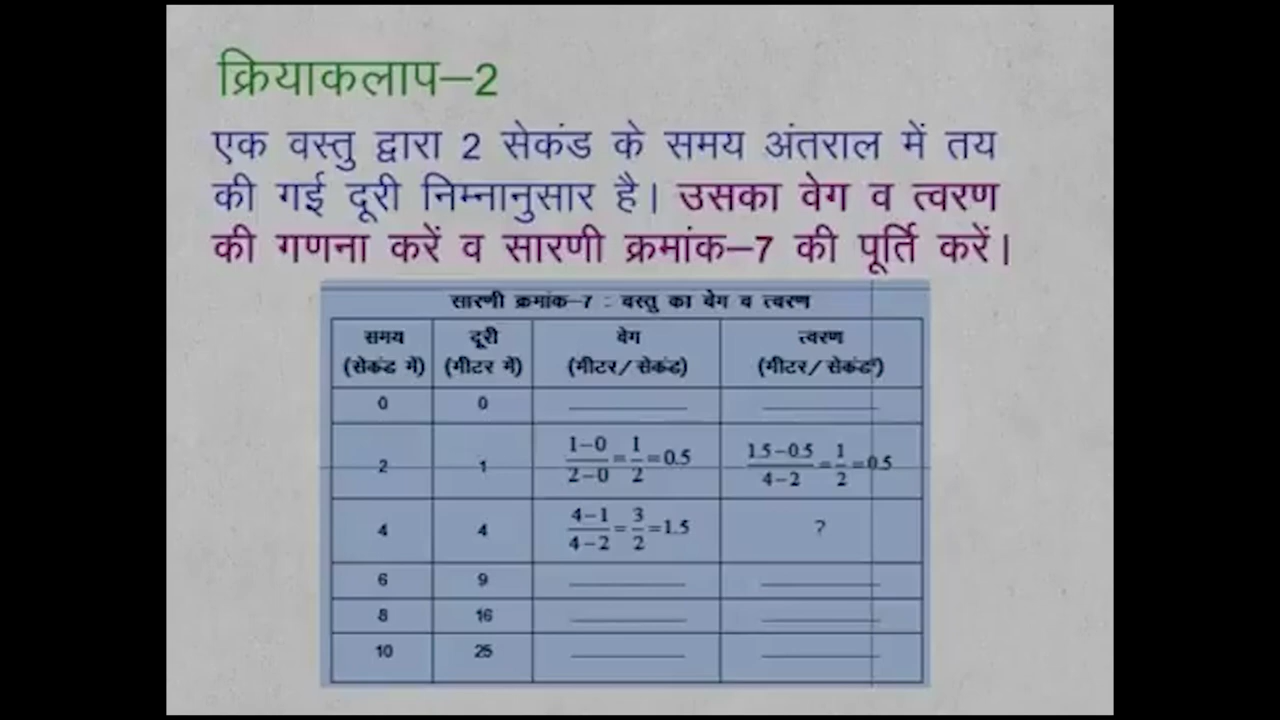 क्रियाकलाप–2
एक वस्तु द्वारा 2 सेकंड के समय अंतराल में तय
की गई दूरी निम्नानुसार है। उसका वेग व त्वरण
की गणना करें व सारणी क्रमांक–7 की पूर्ति करें।
सारणी क्रमांक–7 : वस्तु का वेग व त्वरण
समय दूरी वेग त्वरण
(सेकंड में) (मीटर में) (मीटर/सेकंड) (मीटर/सेकंड²)
0 0
2 1 (1–0)/(2–0)=1/2=0.5 (1.5–0.5)/(4–2)=1/2=0.5
4 4 (4–1)/(4–2)=3/2=1.5 ?
6 9
8 16
10 25